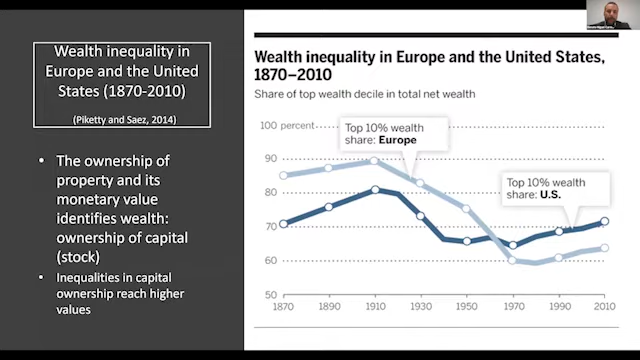 Wealth inequality in
Europe and the United
States (1870-2010)
(Piketty and Saez, 2014)
• The ownership of
property and its
monetary value
identifies wealth:
ownership of capital
(stock)
• Inequalities in capital
ownership reach higher
values
Wealth inequality in Europe and the United States,
1870–2010
Share of top wealth decile in total net wealth
100 percent
90
80
70
60
50
Top 10% wealth
share: Europe
Top 10% wealth
share: U.S.
1870 1890 1910 1930 1950 1970 1990 2010